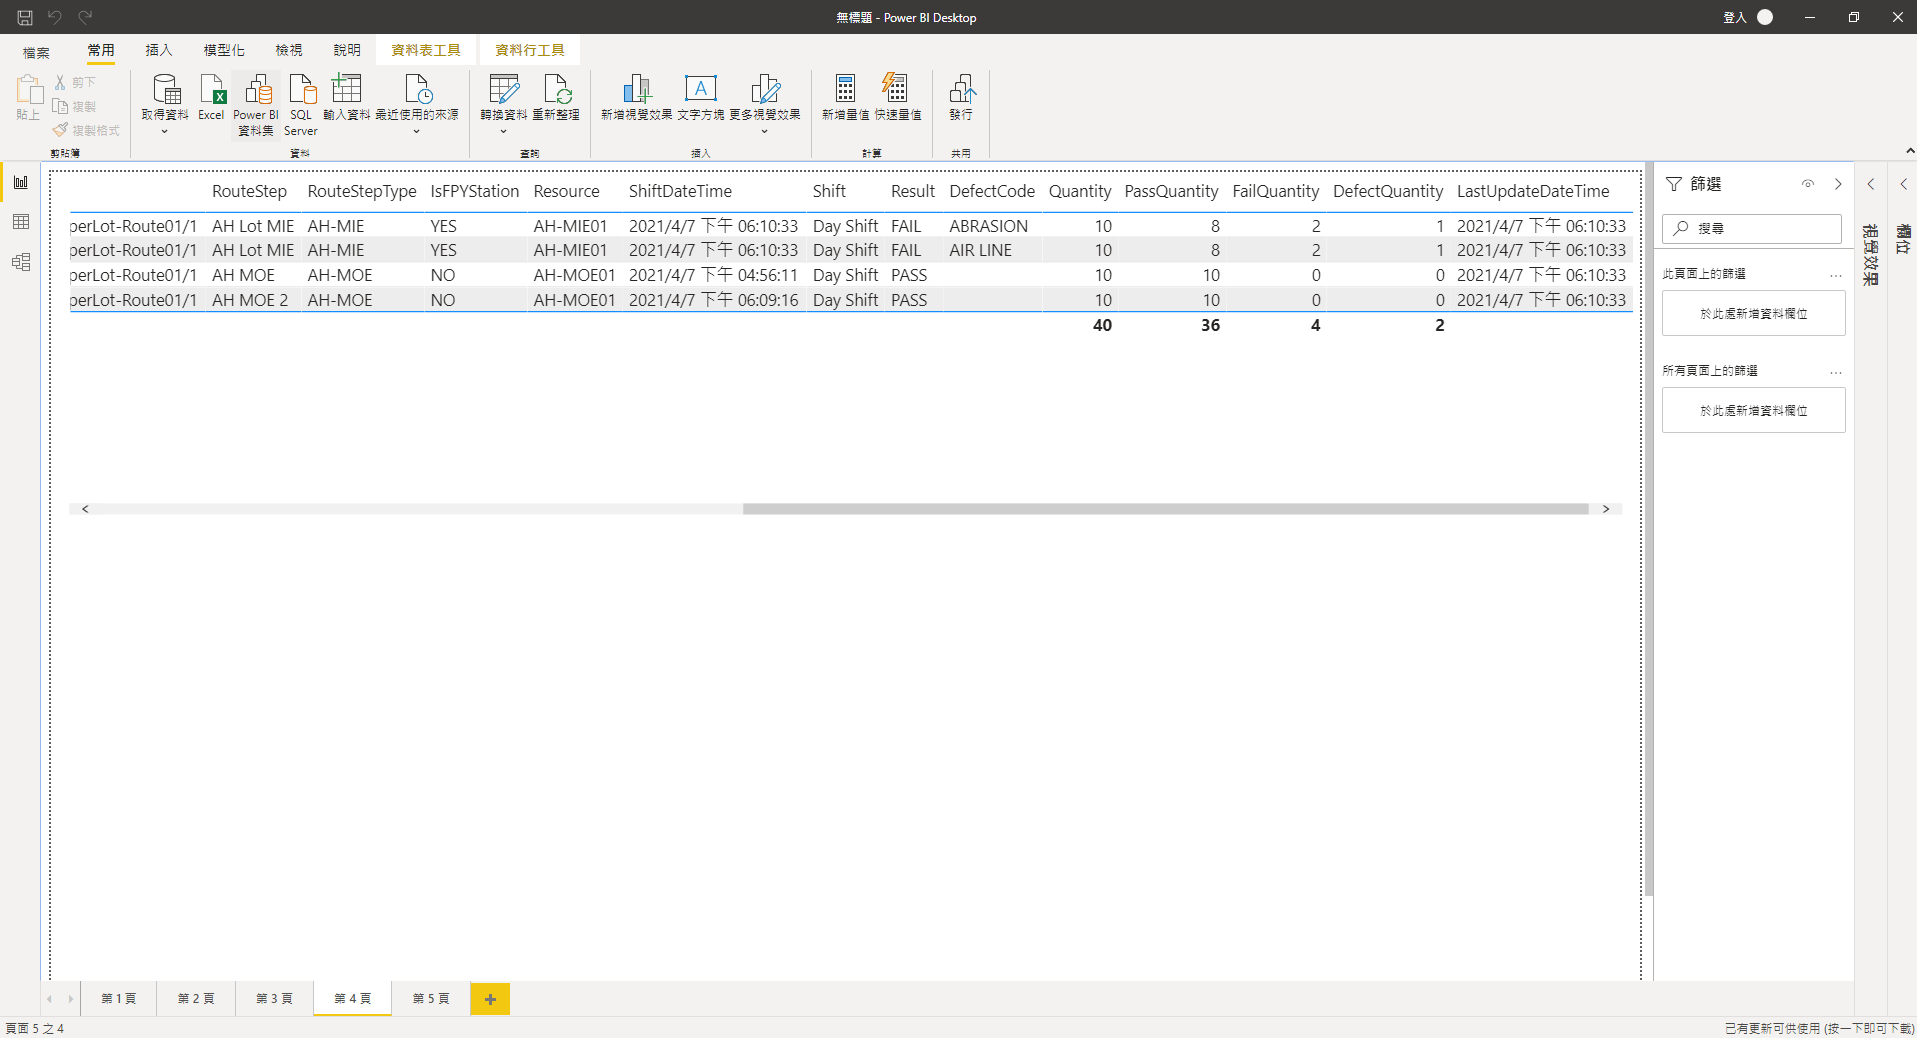 無標題 - Power BI Desktop
登入
檔案 常用 插入 模型化 檢視 說明 資料表工具 資料行工具
貼上
剪下
複製
複製格式
剪貼簿
取得資料
Excel
Power BI
資料集
SQL
Server
輸入資料
最近使用的來源
資料
轉換資料
重新整理
查詢
新增視覺效果
文字方塊
更多視覺效果
插入
新增量值
快速量值
計算
發行
共用
RouteStep RouteStepType IsFPYStation Resource ShiftDateTime Shift Result DefectCode Quantity PassQuantity FailQuantity DefectQuantity LastUpdateDateTime
perLot-Route01/1 AH Lot MIE AH-MIE YES AH-MIE01 2021/4/7 下午 06:10:33 Day Shift FAIL ABRASION 10 8 2 1 2021/4/7 下午 06:10:33
perLot-Route01/1 AH Lot MIE AH-MIE YES AH-MIE01 2021/4/7 下午 06:10:33 Day Shift FAIL AIR LINE 10 8 2 1 2021/4/7 下午 06:10:33
perLot-Route01/1 AH MOE AH-MOE NO AH-MOE01 2021/4/7 下午 04:56:11 Day Shift PASS 10 10 0 0 2021/4/7 下午 06:10:33
perLot-Route01/1 AH MOE 2 AH-MOE NO AH-MOE01 2021/4/7 下午 06:09:16 Day Shift PASS 10 10 0 0 2021/4/7 下午 06:10:33
40 36 4 2
篩選
搜尋
此頁面上的篩選 ...
於此處新增資料欄位
所有頁面上的篩選 ...
於此處新增資料欄位
視覺效果
欄位
第 1 頁 第 2 頁 第 3 頁 第 4 頁 第 5 頁
頁面 5 之 4
已有更新可供使用 (按一下即可下載)